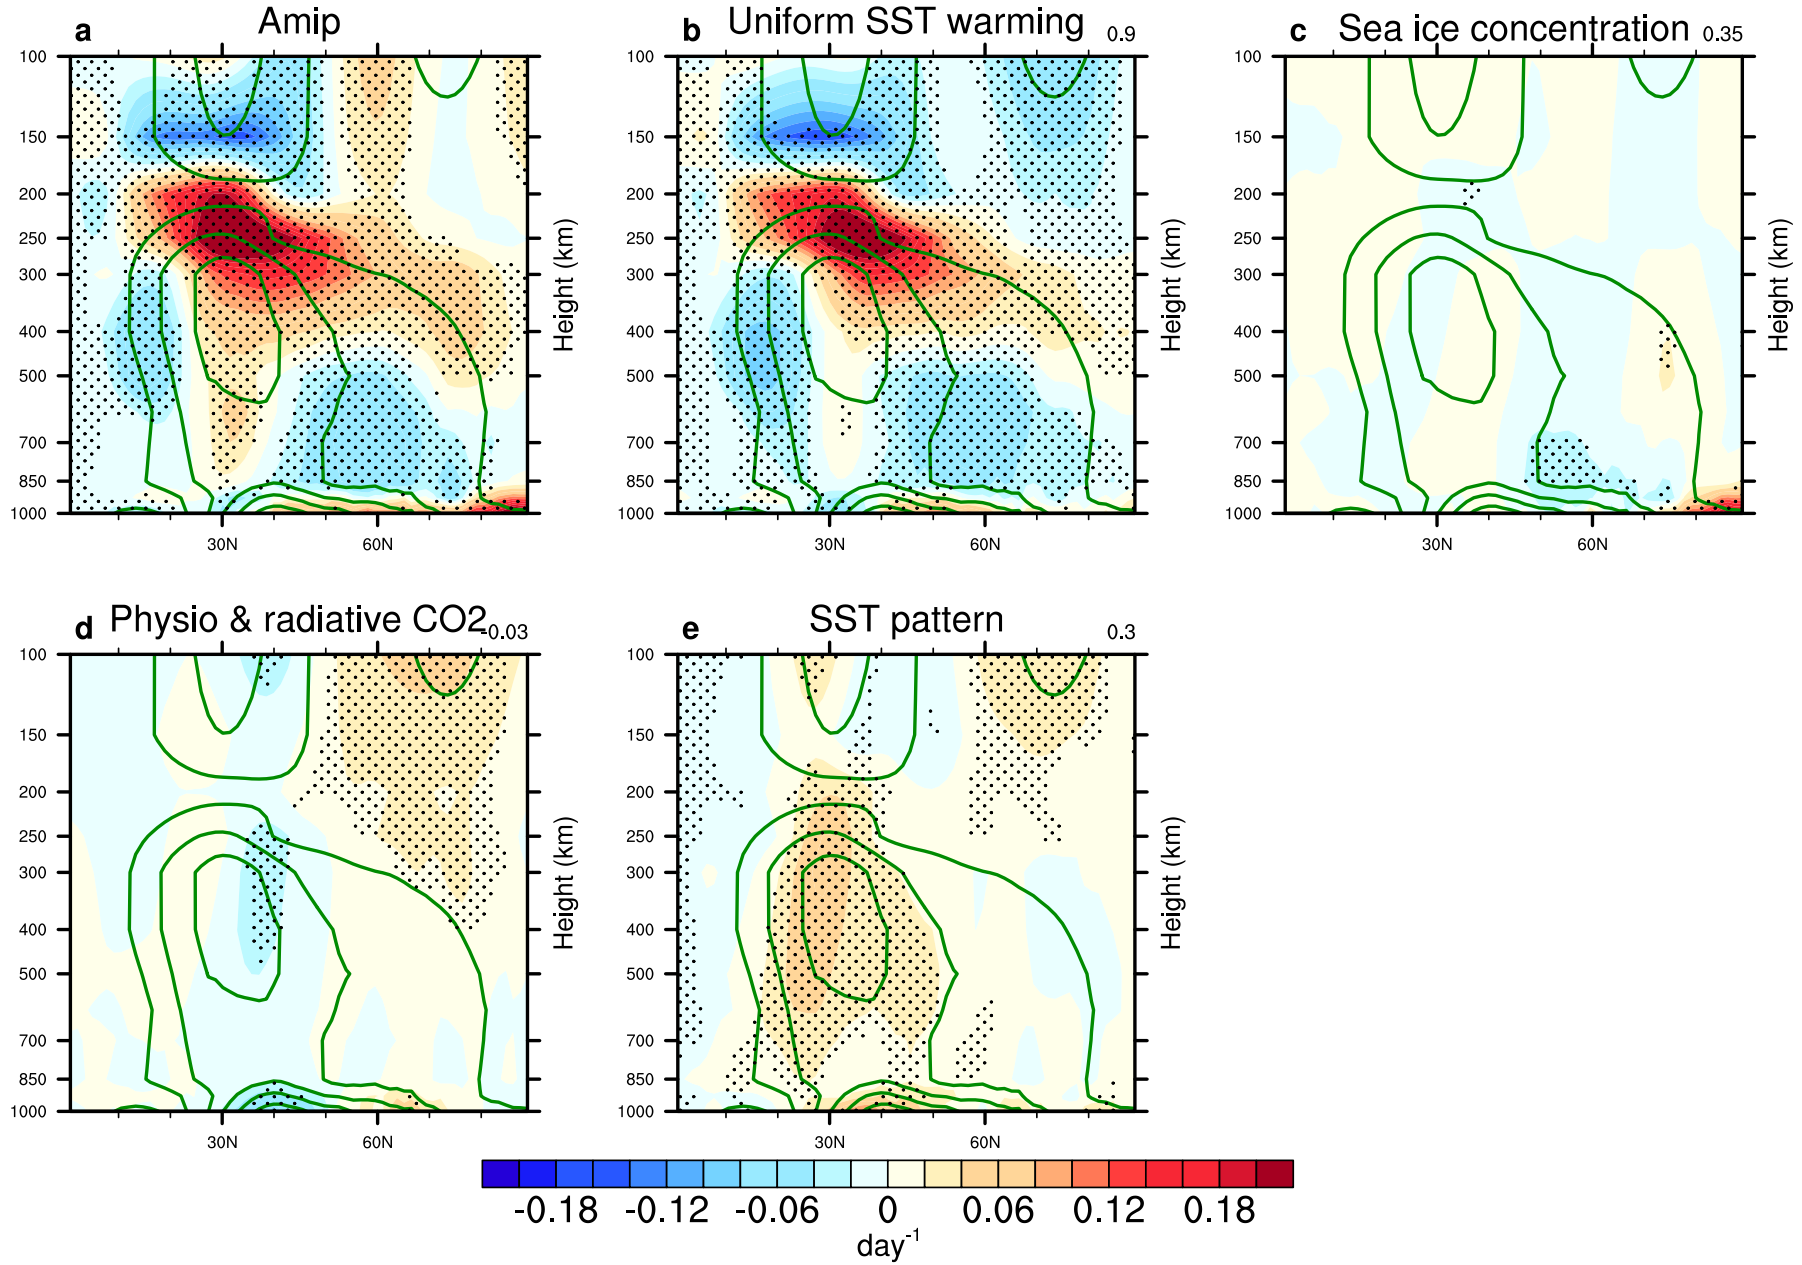 a Amip
b Uniform SST warming 0.9
c Sea ice concentration 0.35
100
150
200
250
300
400
500
700
850
1000
30N 60N
Height (km)
100
150
200
250
300
400
500
700
850
1000
30N 60N
Height (km)
100
150
200
250
300
400
500
700
850
1000
30N 60N
Height (km)
d Physio & radiative CO2 -0.03
e SST pattern 0.3
100
150
200
250
300
400
500
700
850
1000
30N 60N
Height (km)
100
150
200
250
300
400
500
700
850
1000
30N 60N
Height (km)
-0.18 -0.12 -0.06 0 0.06 0.12 0.18
day-1